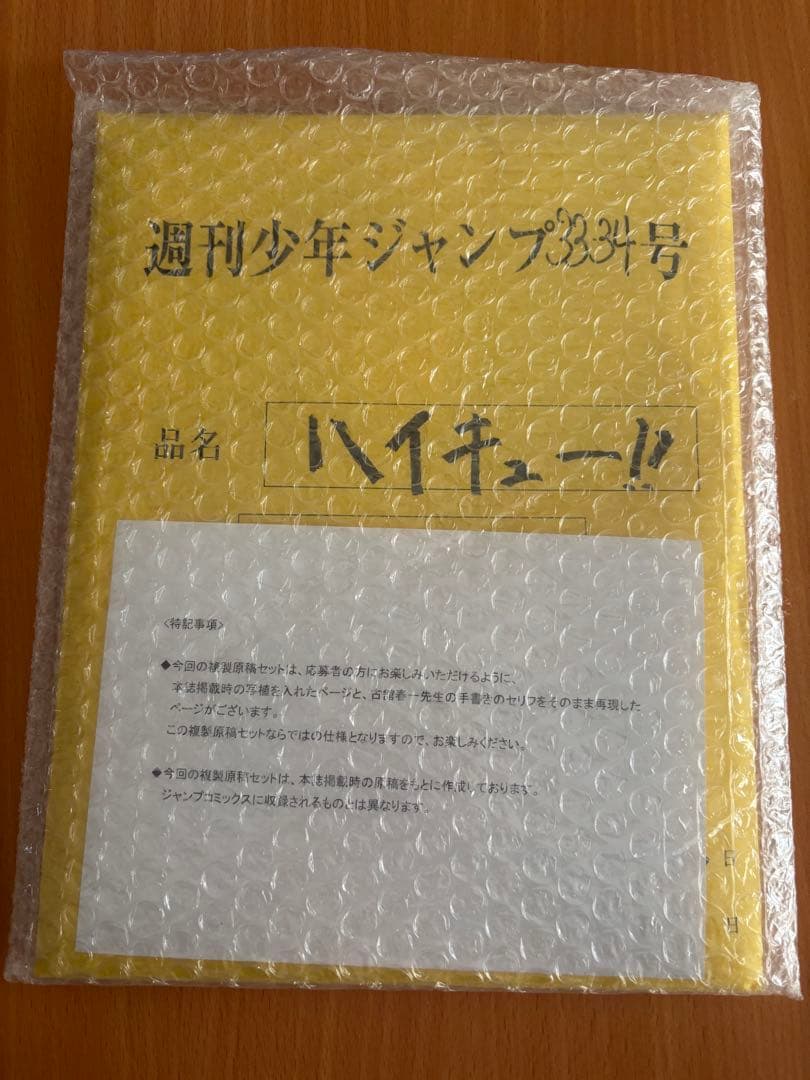 週刊少年ジャンプ33.34号
品名 ハイキュー!!
<特記事項>
◆今回の複製原稿セットは、応募者の方にお楽しみいただけるように、
本誌掲載時の写植を入れたページと、古舘春一先生の手書きのセリフをそのまま再現した
ページがございます。
この複製原稿セットならではの仕様となりますので、お楽しみください。
◆今回の複製原稿セットは、本誌掲載時の原稿をもとに作成しております。
ジャンプコミックスに収録されるものとは異なります。
日
日